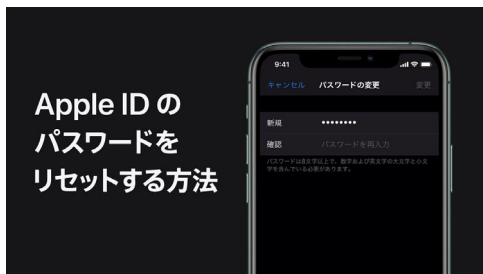 Apple ID の
パスワードを
リセットする方法
9:41
キャンセル パスワードの変更 変更
新規 ••••••••
確認 パスワードを再入力
パスワードは8文字以上で、数字および英文字の大文字と小文
字を含んでいる必要があります。